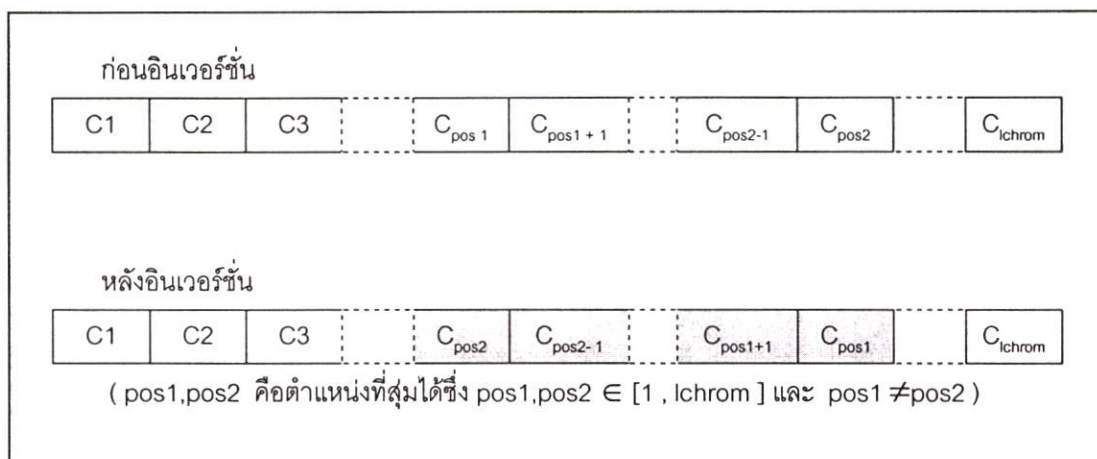 ก่อนอินเวอร์ชั่น
C1 C2 C3 Cpos 1 Cpos1 + 1 Cpos2-1 Cpos2 Clchrom
หลังอินเวอร์ชั่น
C1 C2 C3 Cpos2 Cpos2- 1 Cpos1+1 Cpos1 Clchrom
( pos1,pos2 คือตำแหน่งที่สุ่มได้ซึ่ง pos1,pos2 ∈ [1 , lchrom ] และ pos1 ≠pos2 )